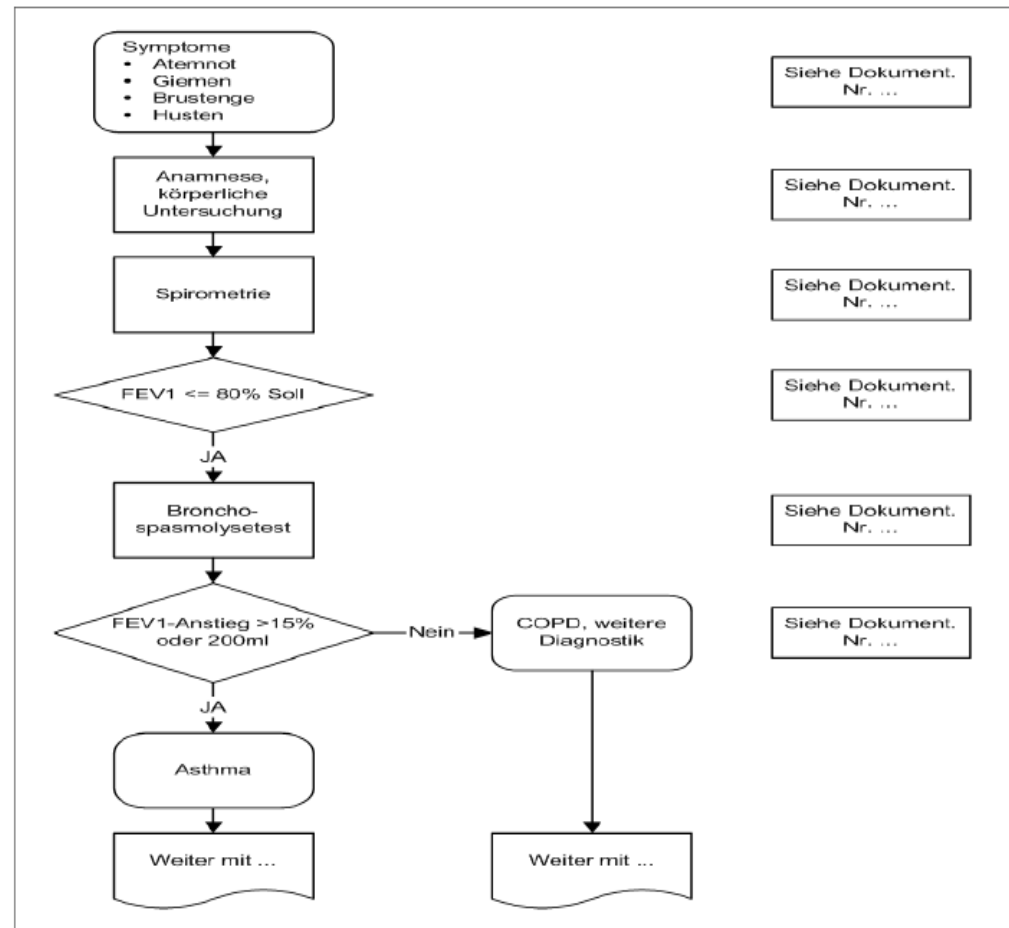 Symptome
• Atemnot
• Giemen
• Brustenge
• Husten
Siehe Dokument.
Nr. ...
Anamnese,
körperliche
Untersuchung
Siehe Dokument.
Nr. ...
Spirometrie
Siehe Dokument.
Nr. ...
FEV1 <= 80% Soll
Siehe Dokument.
Nr. ...
JA
Broncho-
spasmolysetest
Siehe Dokument.
Nr. ...
FEV1-Anstieg >15%
oder 200ml
Nein
COPD, weitere
Diagnostik
Siehe Dokument.
Nr. ...
JA
Asthma
Weiter mit ...
Weiter mit ...